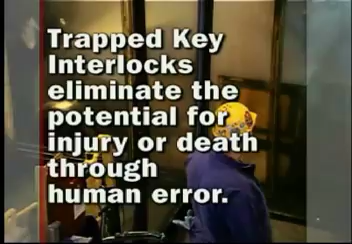 Trapped Key
Interlocks
eliminate the
potential for
injury or death
through
human error.